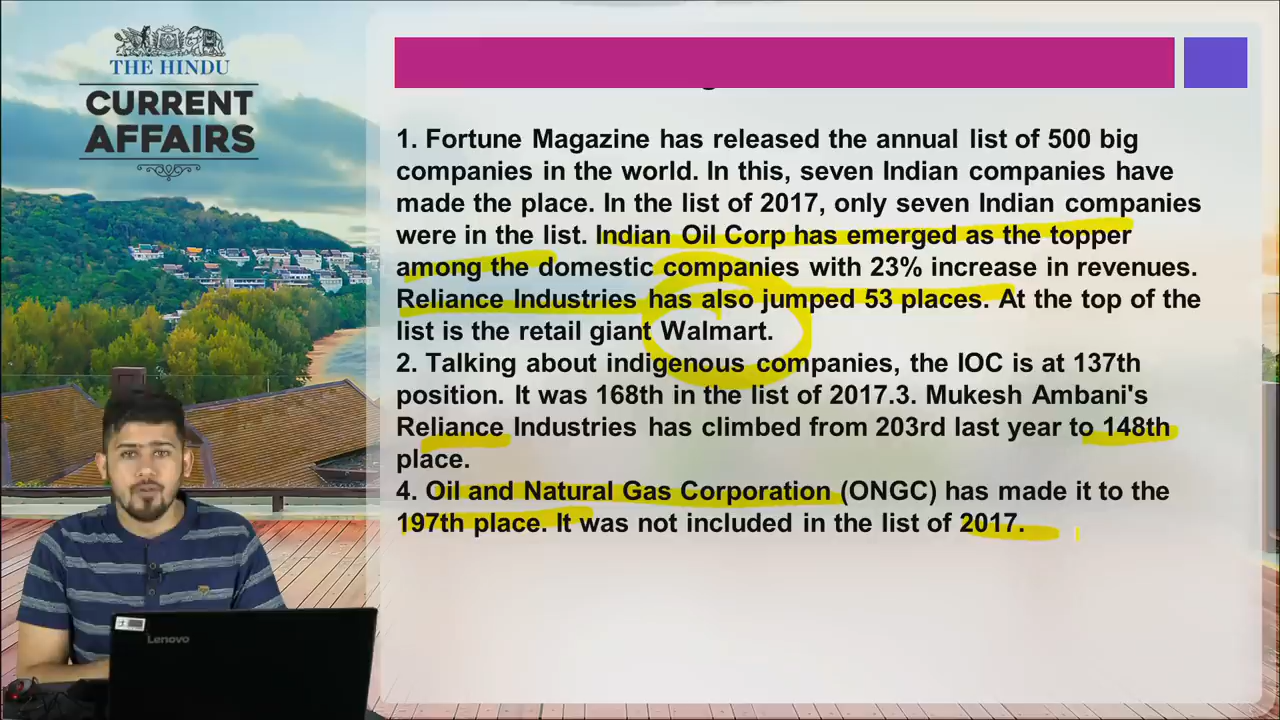 THE HINDU
CURRENT
AFFAIRS
1. Fortune Magazine has released the annual list of 500 big
companies in the world. In this, seven Indian companies have
made the place. In the list of 2017, only seven Indian companies
were in the list. Indian Oil Corp has emerged as the topper
among the domestic companies with 23% increase in revenues.
Reliance Industries has also jumped 53 places. At the top of the
list is the retail giant Walmart.
2. Talking about indigenous companies, the IOC is at 137th
position. It was 168th in the list of 2017.3. Mukesh Ambani's
Reliance Industries has climbed from 203rd last year to 148th
place.
4. Oil and Natural Gas Corporation (ONGC) has made it to the
197th place. It was not included in the list of 2017.
Lenovo